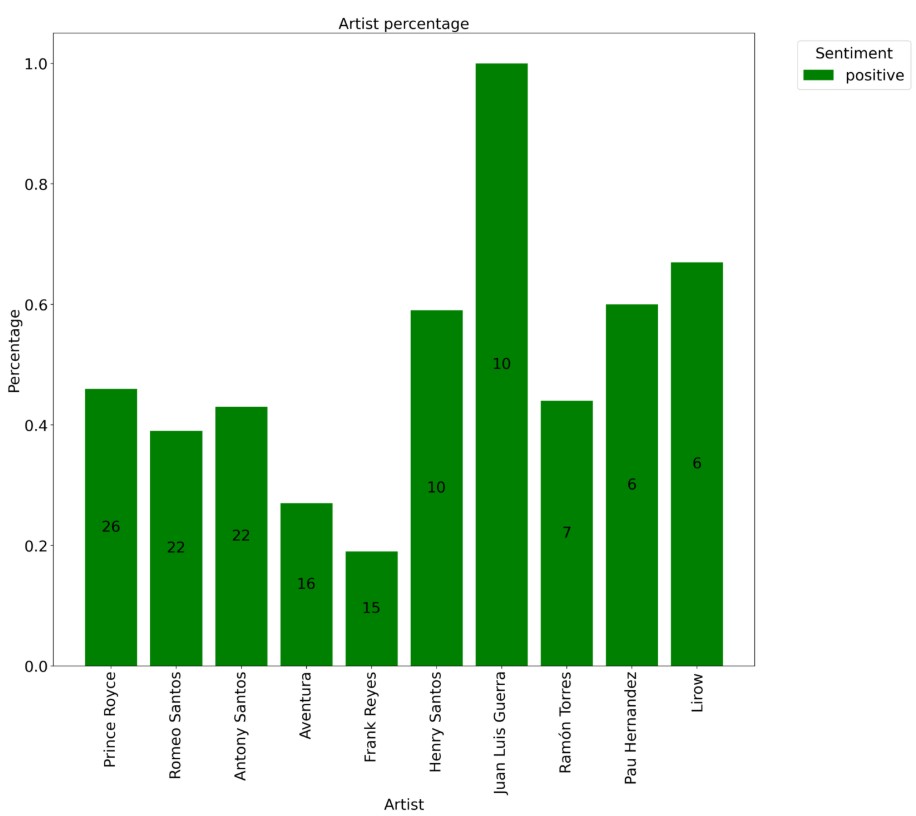 Artist percentage
Sentiment
positive
Percentage
1.0
0.8
0.6
0.4
0.2
0.0
26
22
22
16
15
10
10
7
6
6
Prince Royce
Romeo Santos
Antony Santos
Aventura
Frank Reyes
Henry Santos
Juan Luis Guerra
Ramón Torres
Pau Hernandez
Lirow
Artist